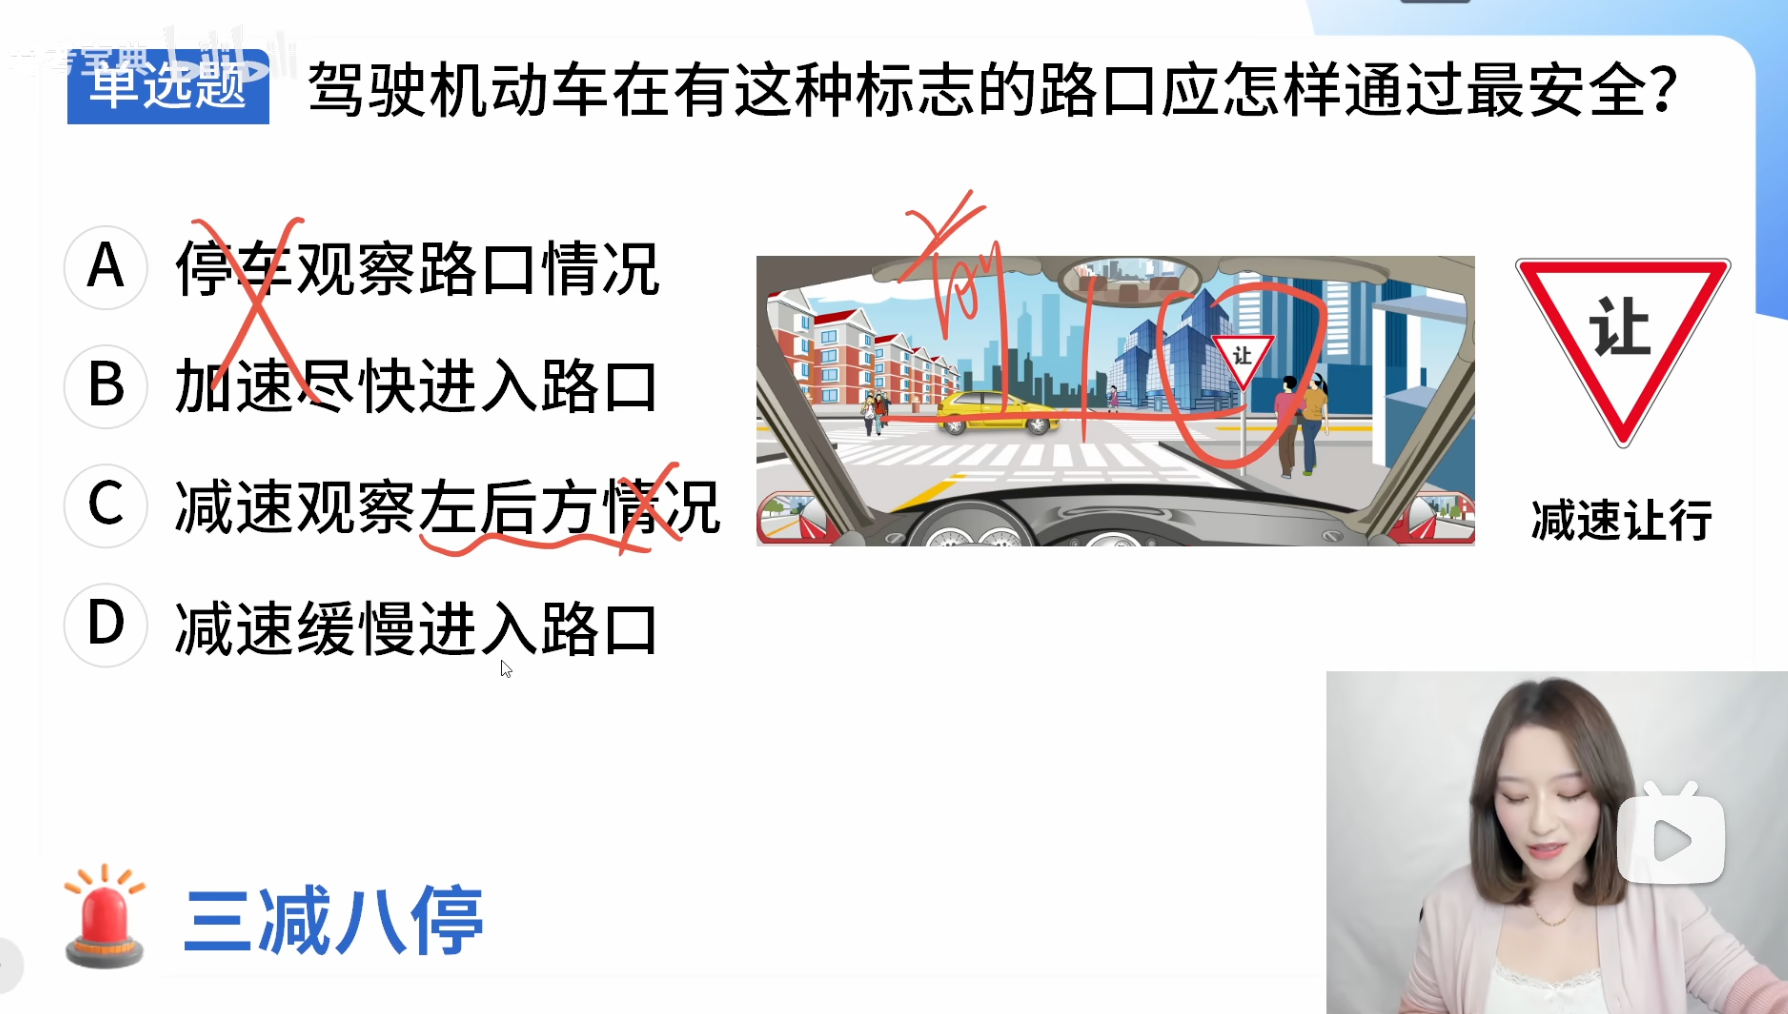 单选题 驾驶机动车在有这种标志的路口应怎样通过最安全?
A 停车观察路口情况
B 加速尽快进入路口
C 减速观察左后方情况
D 减速缓慢进入路口
让
让
减速让行
三减八停